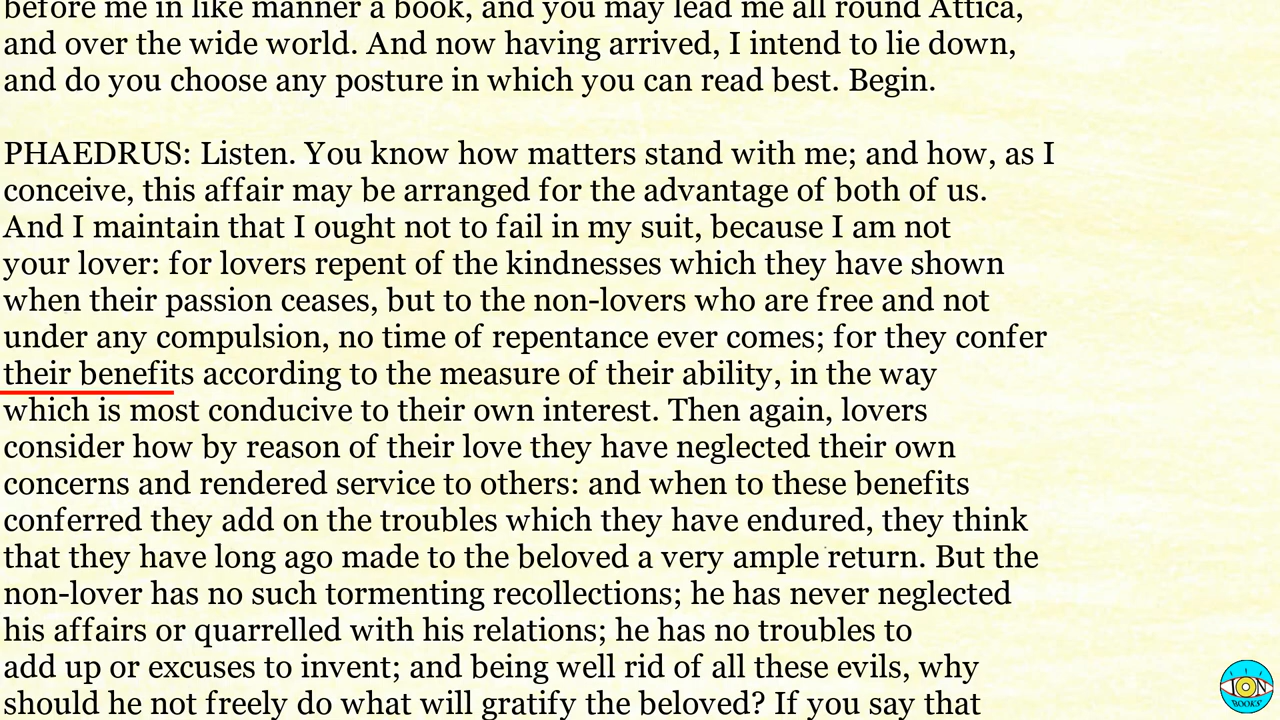 before me in like manner a book, and you may lead me all round Attica,
and over the wide world. And now having arrived, I intend to lie down,
and do you choose any posture in which you can read best. Begin.
PHAEDRUS: Listen. You know how matters stand with me; and how, as I
conceive, this affair may be arranged for the advantage of both of us.
And I maintain that I ought not to fail in my suit, because I am not
your lover: for lovers repent of the kindnesses which they have shown
when their passion ceases, but to the non-lovers who are free and not
under any compulsion, no time of repentance ever comes; for they confer
their benefits according to the measure of their ability, in the way
which is most conducive to their own interest. Then again, lovers
consider how by reason of their love they have neglected their own
concerns and rendered service to others: and when to these benefits
conferred they add on the troubles which they have endured, they think
that they have long ago made to the beloved a very ample return. But the
non-lover has no such tormenting recollections; he has never neglected
his affairs or quarrelled with his relations; he has no troubles to
add up or excuses to invent; and being well rid of all these evils, why
should he not freely do what will gratify the beloved? If you say that
ION
BOOKS